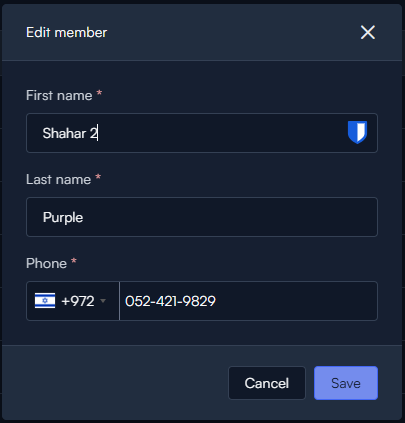 Edit member
First name *
Shahar 2
Last name *
Purple
Phone *
+972 052-421-9829
Cancel Save